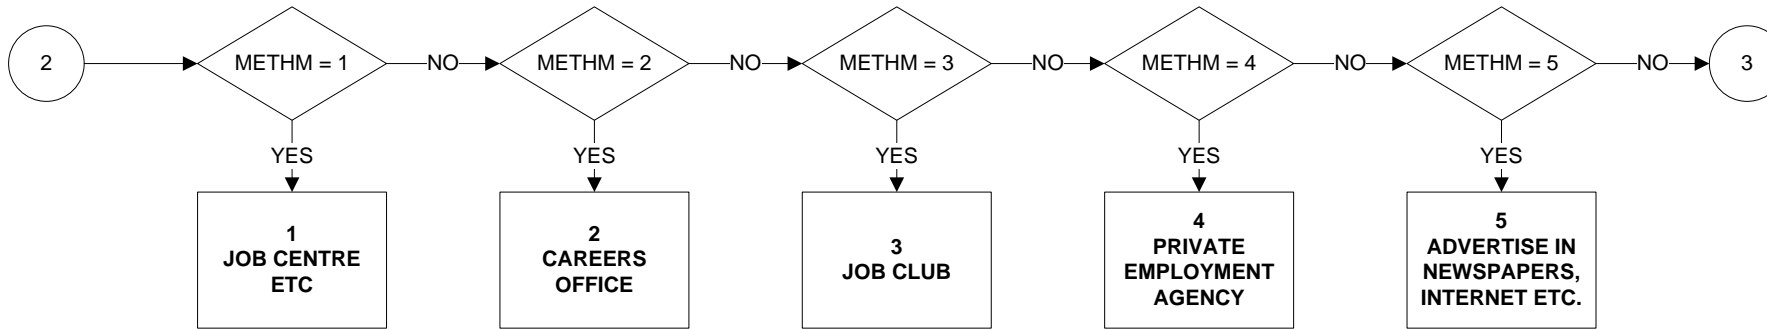 2
METHM = 1
NO
METHM = 2
NO
METHM = 3
NO
METHM = 4
NO
METHM = 5
NO
3
YES
YES
YES
YES
YES
1
JOB CENTRE
ETC
2
CAREERS
OFFICE
3
JOB CLUB
4
PRIVATE
EMPLOYMENT
AGENCY
5
ADVERTISE IN
NEWSPAPERS,
INTERNET ETC.